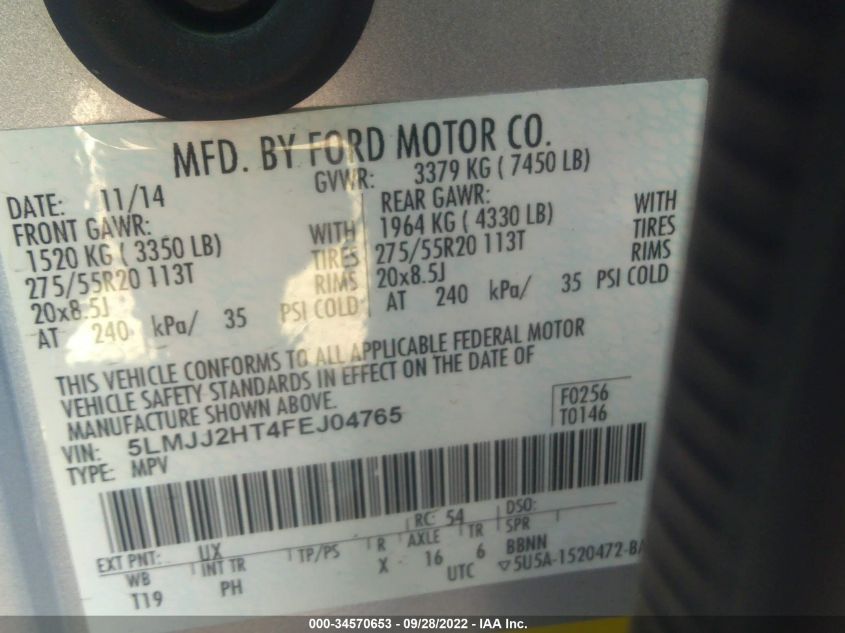 MFD. BY FORD MOTOR CO.
DATE: 11/14 GVWR: 3379 KG ( 7450 LB)
FRONT GAWR: REAR GAWR:
1520 KG ( 3350 LB) WITH 1964 KG ( 4330 LB) WITH
275/55R20 113T TIRES 275/55R20 113T TIRES
20x8.5J RIMS 20x8.5J RIMS
AT 240 kPa/ 35 PSI COLD AT 240 kPa/ 35 PSI COLD
THIS VEHICLE CONFORMS TO ALL APPLICABLE FEDERAL MOTOR
VEHICLE SAFETY STANDARDS IN EFFECT ON THE DATE OF
MANUFACTURE SHOWN ABOVE.
VIN: 5LMJJ2HT4FEJ04765
TYPE: MPV
F0256
T0146
EXT PNT: UX RC: 54 DSO:
WB INT TR TP/PS R AXLE TR SPR
T19 PH X 16 6 BBNN
UTC ▽5U5A-1520472-BA
000-34570653 - 09/28/2022 - IAA Inc.